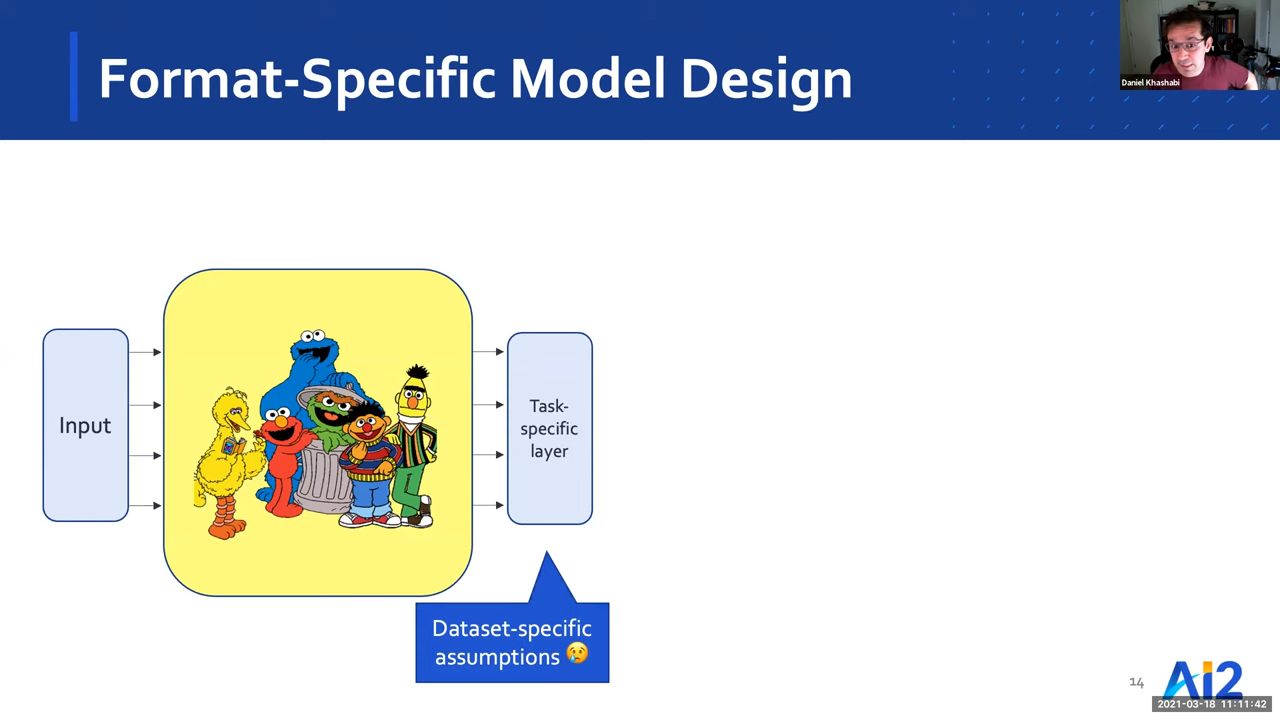 Format-Specific Model Design
Daniel Khashabi
Input
Task-
specific
layer
Dataset-specific
assumptions 😢
14
AI2
2021-03-18 11:11:42